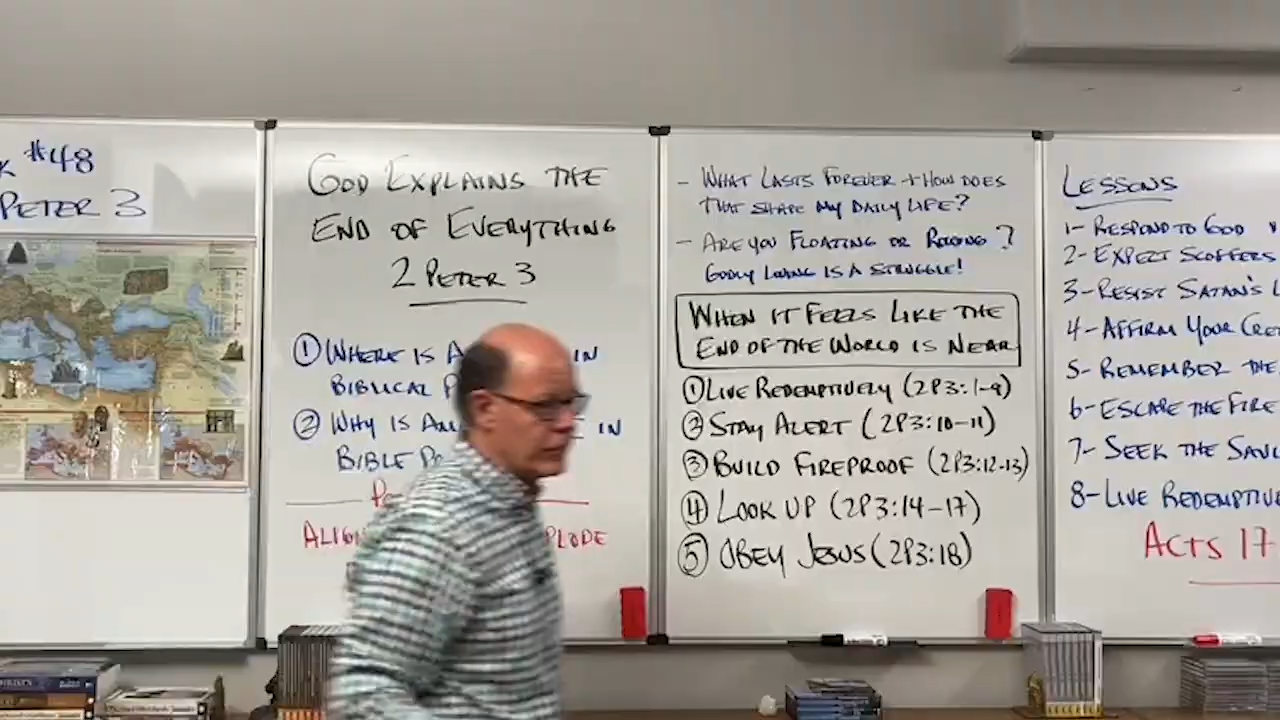 #48
PETER 3
GOD EXPLAINS THE
END OF EVERYTHING
2 PETER 3
① WHERE IS A IN
BIBLICAL P
② WHY IS AM IN
BIBLE
ALIGN PLODE
- WHAT LASTS FOREVER + HOW DOES
THAT SHAPE MY DAILY LIFE?
- ARE YOU FLOATING OR ROWING?
GODLY LIVING IS A STRUGGLE!
WHEN IT FEELS LIKE THE
END OF THE WORLD IS NEAR
① LIVE REDEMPTIVELY (2P3:1-9)
② STAY ALERT (2P3:10-11)
③ BUILD FIREPROOF (2P3:12-13)
④ LOOK UP (2P3:14-17)
⑤ OBEY JESUS (2P3:18)
LESSONS
1- RESPOND TO GOD
2- EXPECT SCOFFERS
3- RESIST SATAN'S L
4- AFFIRM YOUR CRE
5- REMEMBER THE
6- ESCAPE THE FIRE
7- SEEK THE
8- LIVE REDEMPTIVE
ACTS 17